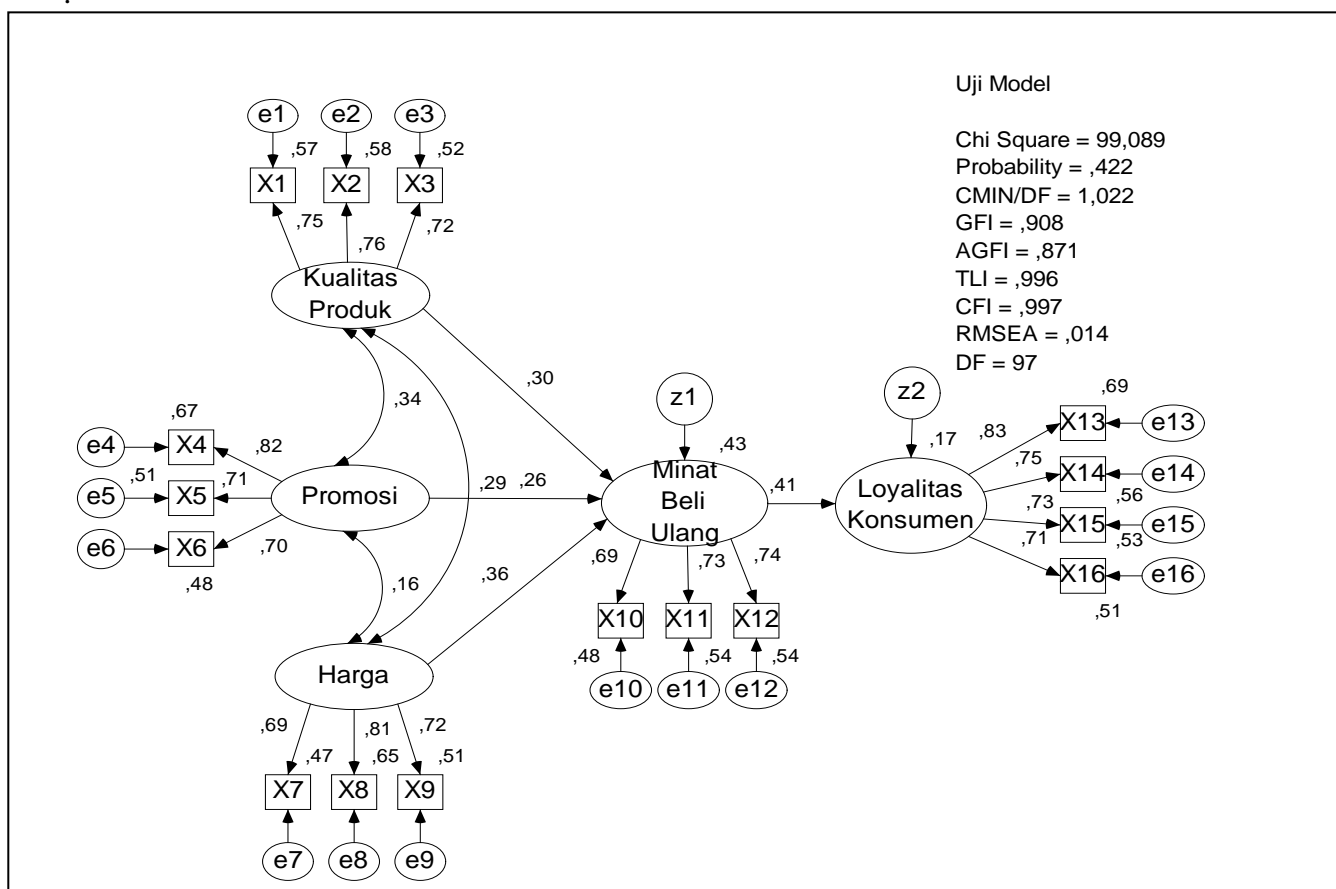 Uji Model
Chi Square = 99,089
Probability = ,422
CMIN/DF = 1,022
GFI = ,908
AGFI = ,871
TLI = ,996
CFI = ,997
RMSEA = ,014
DF = 97
e1
e2
e3
,57
,58
,52
X1
X2
X3
,75
,76
,72
Kualitas
Produk
,34
,30
,67
e4
X4
,82
,51
e5
X5
,71
Promosi
,29
,26
e6
X6
,70
,48
,16
,36
Harga
,69
,81
,72
,47
,65
,51
X7
X8
X9
e7
e8
e9
z1
,43
Minat
Beli
Ulang
,41
,69
,73
,74
X10
X11
X12
,48
,54
,54
e10
e11
e12
z2
,17
Loyalitas
Konsumen
,69
,83
X13
e13
,75
X14
e14
,56
,73
X15
e15
,53
,71
X16
e16
,51